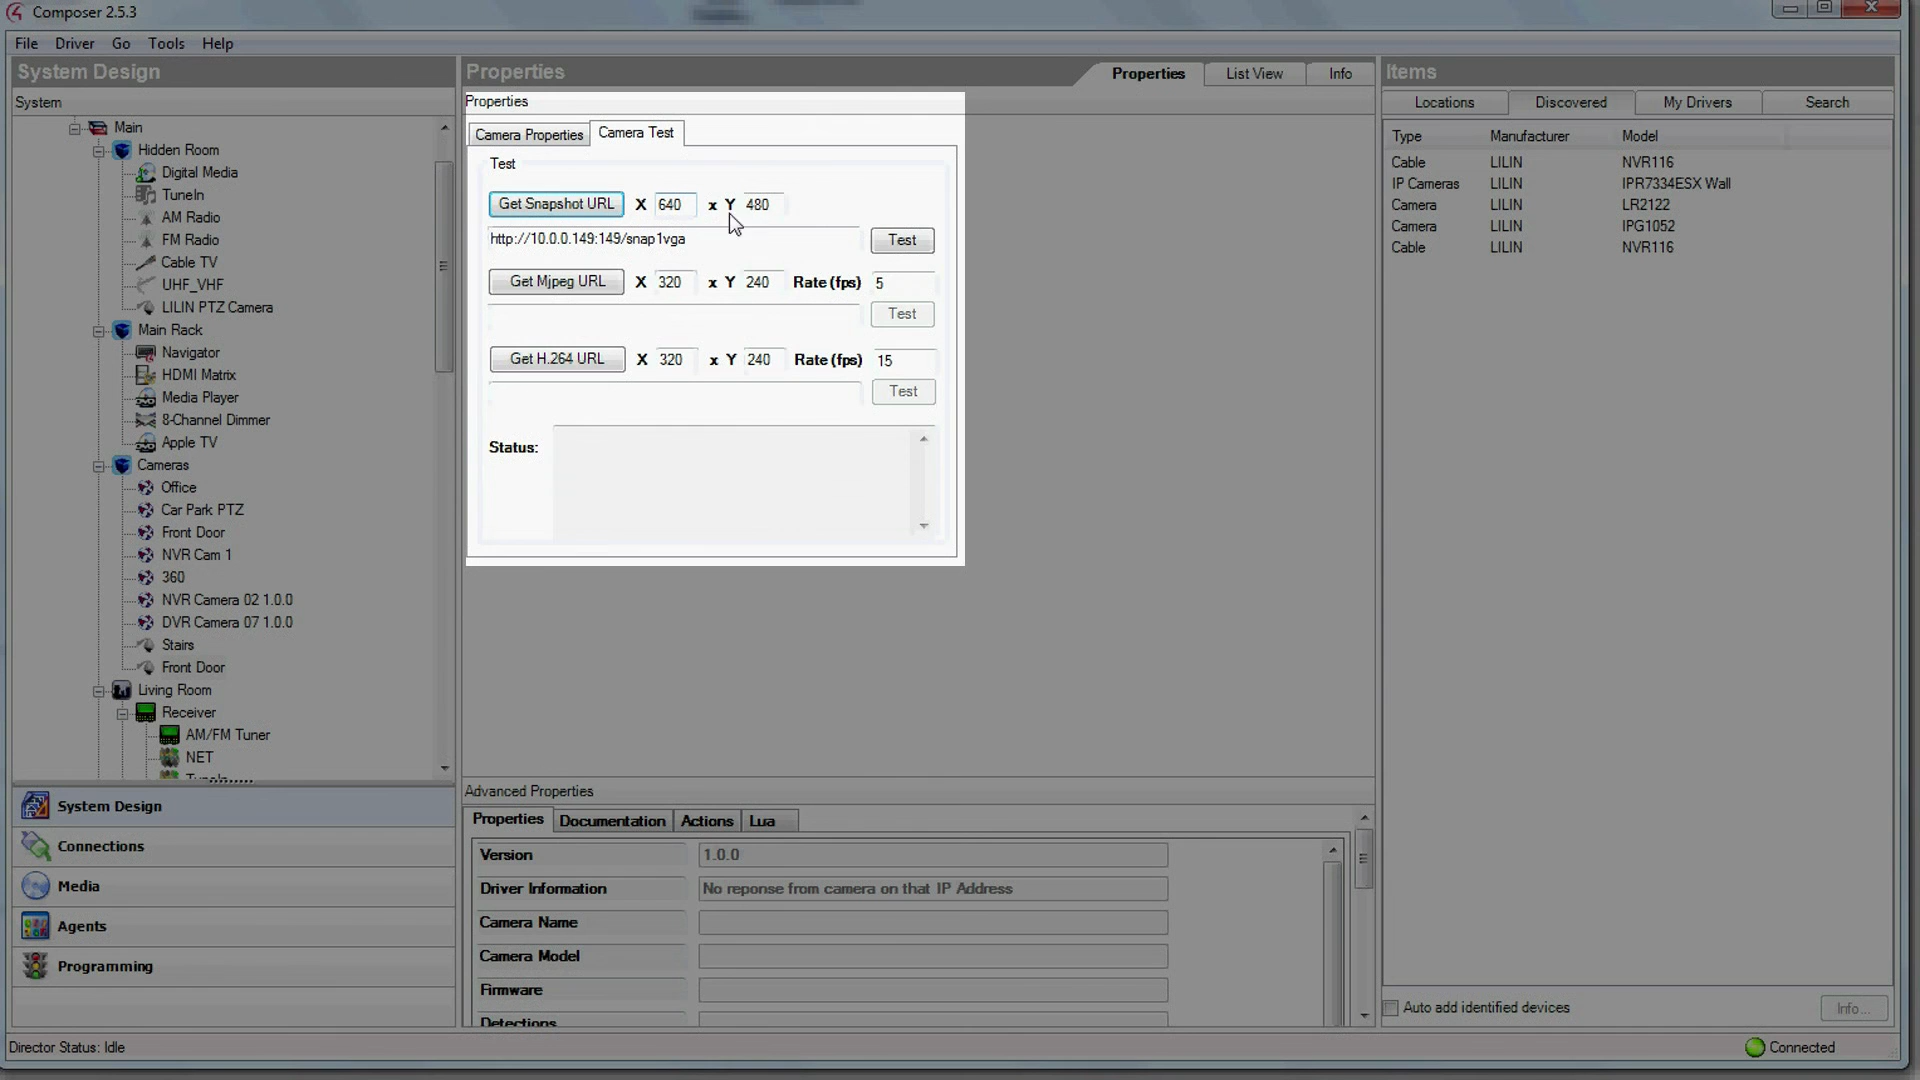 Composer 2.5.3
File Driver Go Tools Help
System Design
System
Main
Hidden Room
Digital Media
TuneIn
AM Radio
FM Radio
Cable TV
UHF_VHF
LILIN PTZ Camera
Main Rack
Navigator
HDMI Matrix
Media Player
8-Channel Dimmer
Apple TV
Cameras
Office
Car Park PTZ
Front Door
NVR Cam 1
360
NVR Camera 02 1.0.0
DVR Camera 07 1.0.0
Stairs
Front Door
Living Room
Receiver
AM/FM Tuner
NET
System Design
Connections
Media
Agents
Programming
Properties
Properties List View Info
Properties
Camera Properties Camera Test
Test
Get Snapshot URL X 640 x Y 480
http://10.0.0.149:149/snap1vga Test
Get Mjpeg URL X 320 x Y 240 Rate (fps) 5
Test
Get H.264 URL X 320 x Y 240 Rate (fps) 15
Test
Status:
Advanced Properties
Properties Documentation Actions Lua
Version 1.0.0
Driver Information No reponse from camera on that IP Address
Camera Name
Camera Model
Firmware
Detections
Items
Locations Discovered My Drivers Search
Type Manufacturer Model
Cable LILIN NVR116
IP Cameras LILIN IPR7334ESX Wall
Camera LILIN LR2122
Camera LILIN IPG1052
Cable LILIN NVR116
Auto add identified devices Info...
Director Status: Idle
Connected